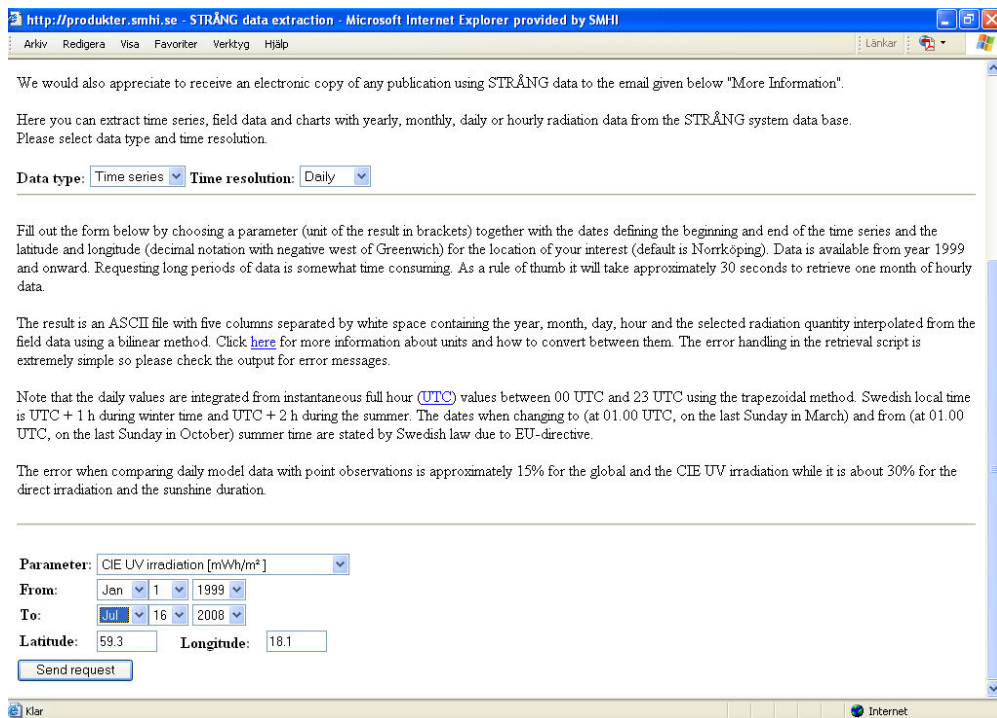 http://produkter.smhi.se - STRÅNG data extraction - Microsoft Internet Explorer provided by SMHI
Arkiv Redigera Visa Favoriter Verktyg Hjälp Länkar
We would also appreciate to receive an electronic copy of any publication using STRÅNG data to the email given below "More Information".
Here you can extract time series, field data and charts with yearly, monthly, daily or hourly radiation data from the STRÅNG system data base.
Please select data type and time resolution.
Data type: Time series Time resolution: Daily
Fill out the form below by choosing a parameter (unit of the result in brackets) together with the dates defining the beginning and end of the time series and the
latitude and longitude (decimal notation with negative west of Greenwich) for the location of your interest (default is Norrköping). Data is available from year 1999
and onward. Requesting long periods of data is somewhat time consuming. As a rule of thumb it will take approximately 30 seconds to retrieve one month of hourly
data.
The result is an ASCII file with five columns separated by white space containing the year, month, day, hour and the selected radiation quantity interpolated from the
field data using a bilinear method. Click here for more information about units and how to convert between them. The error handling in the retrieval script is
extremely simple so please check the output for error messages.
Note that the daily values are integrated from instantaneous full hour (UTC) values between 00 UTC and 23 UTC using the trapezoidal method. Swedish local time
is UTC + 1 h during winter time and UTC + 2 h during the summer. The dates when changing to (at 01.00 UTC, on the last Sunday in March) and from (at 01.00
UTC, on the last Sunday in October) summer time are stated by Swedish law due to EU-directive.
The error when comparing daily model data with point observations is approximately 15% for the global and the CIE UV irradiation while it is about 30% for the
direct irradiation and the sunshine duration.
Parameter: CIE UV irradiation [mWh/m²]
From: Jan 1 1999
To: Jul 16 2008
Latitude: 59.3 Longitude: 18.1
Send request
Klar Internet